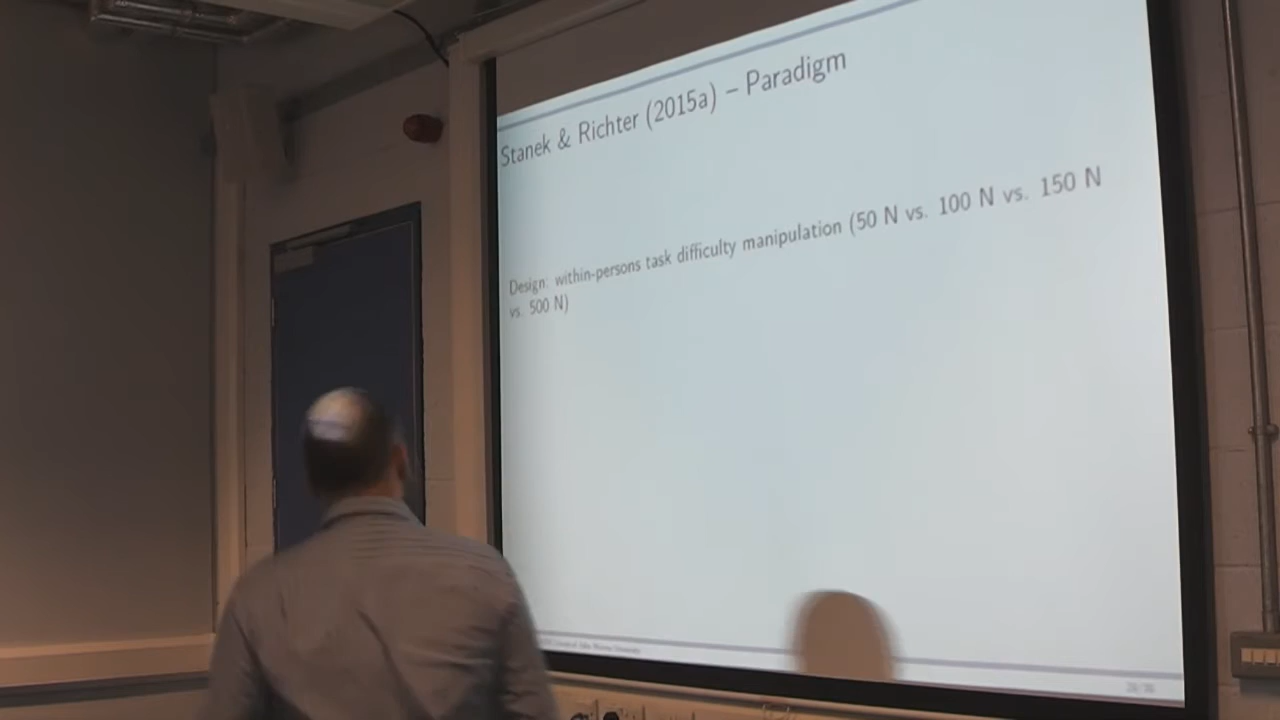 Stanek & Richter (2015a) – Paradigm
Design: within-persons task difficulty manipulation (50 N vs. 100 N vs. 150 N
vs. 500 N)